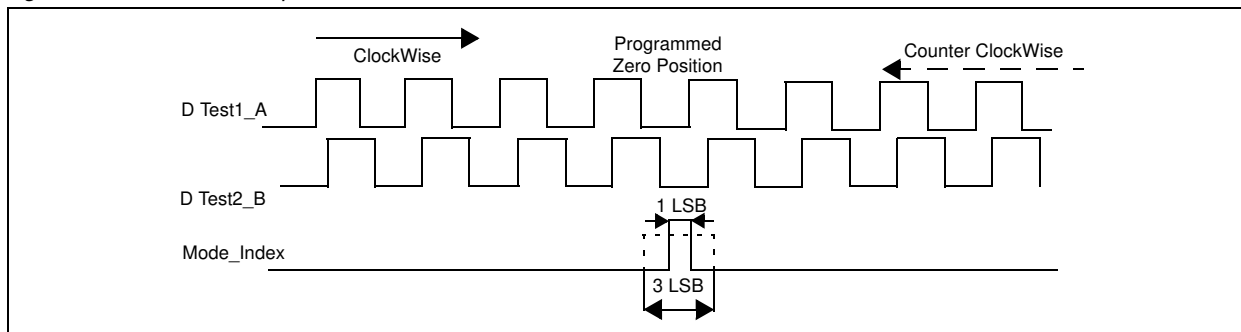 ClockWise
Programmed
Zero Position
Counter ClockWise
D Test1_A
D Test2_B
1 LSB
Mode_Index
3 LSB